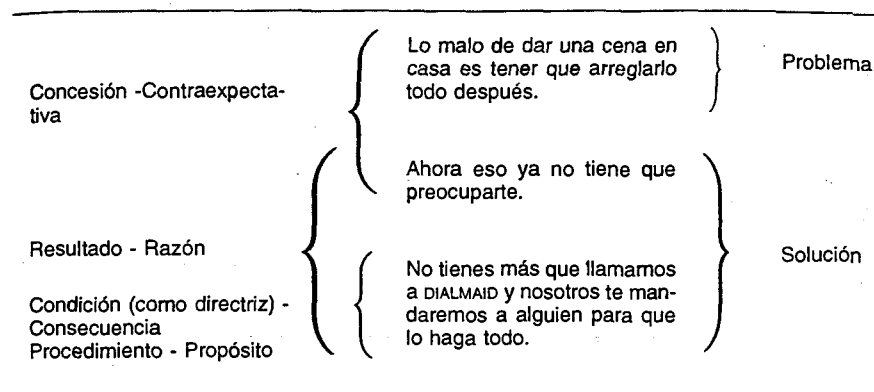 Concesión -Contraexpecta-
tiva
Resultado - Razón
Condición (como directriz) -
Consecuencia
Procedimiento - Propósito
Lo malo de dar una cena en
casa es tener que arreglarlo
todo después.
Ahora eso ya no tiene que
preocuparte.
No tienes más que llamarnos
a DIALMAID y nosotros te man-
daremos a alguien para que
lo haga todo.
Problema
Solución